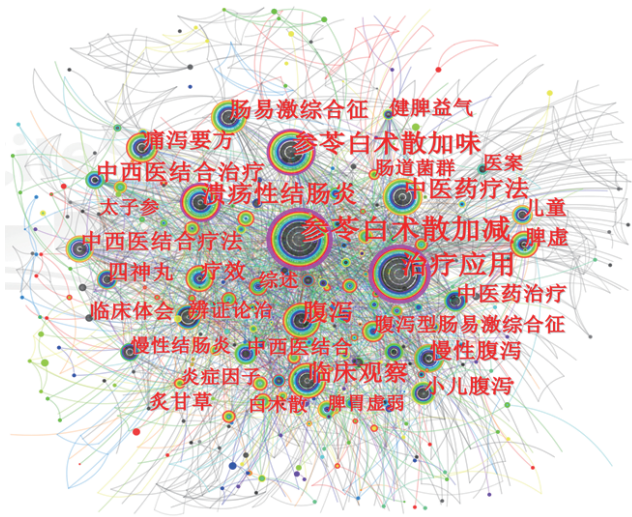 肠易激综合征
健脾益气
痛泻要方
参苓白术散加味
中西医结合治疗
肠道菌群
医案
溃疡性结肠炎
中医药疗法
太子参
儿童
参苓白术散加减
中西医结合疗法
脾虚
四神丸
疗效
综述
治疗应用
中医药治疗
临床体会
辨证论治
腹泻
腹泻型肠易激综合征
慢性结肠炎
中西医结合
慢性腹泻
炎症因子
临床观察
小儿腹泻
炙甘草
白术散
脾胃虚弱